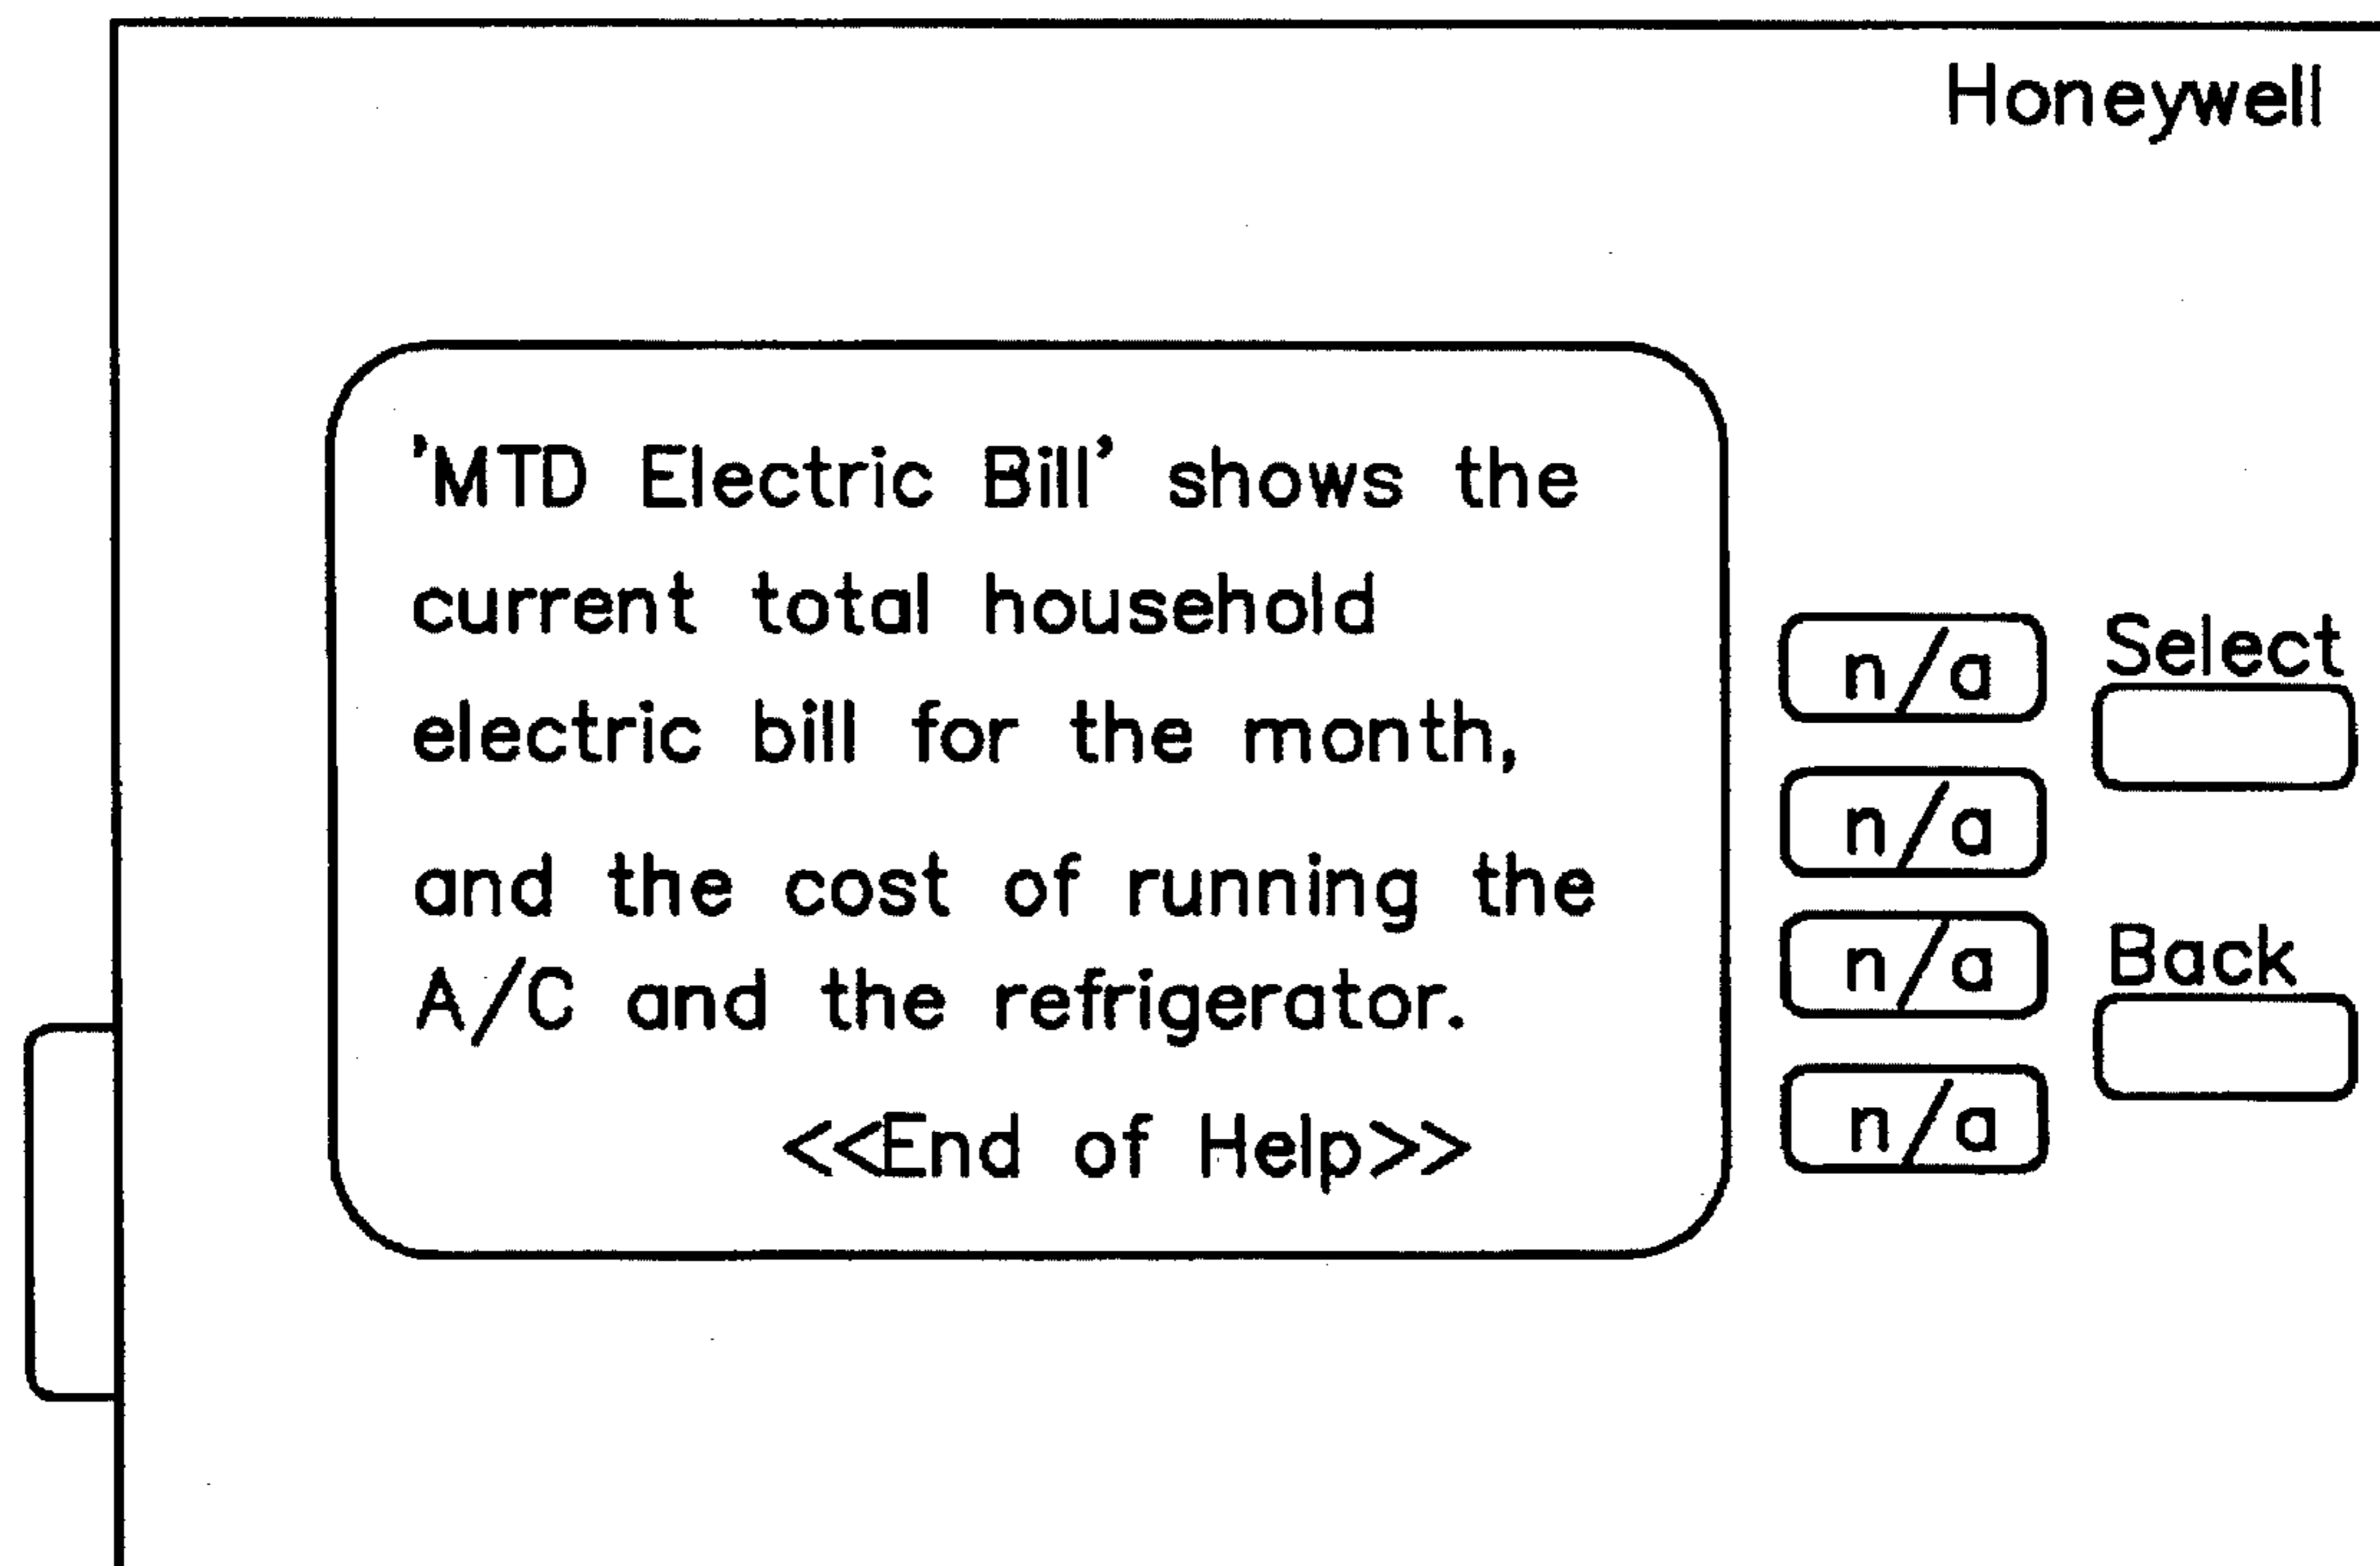 Honeywell
'MTD Electric Bill' shows the
current total household
electric bill for the month,
and the cost of running the
A/C and the refrigerator.
<<End of Help>>
n/a
Select
n/a
n/a
Back
n/a